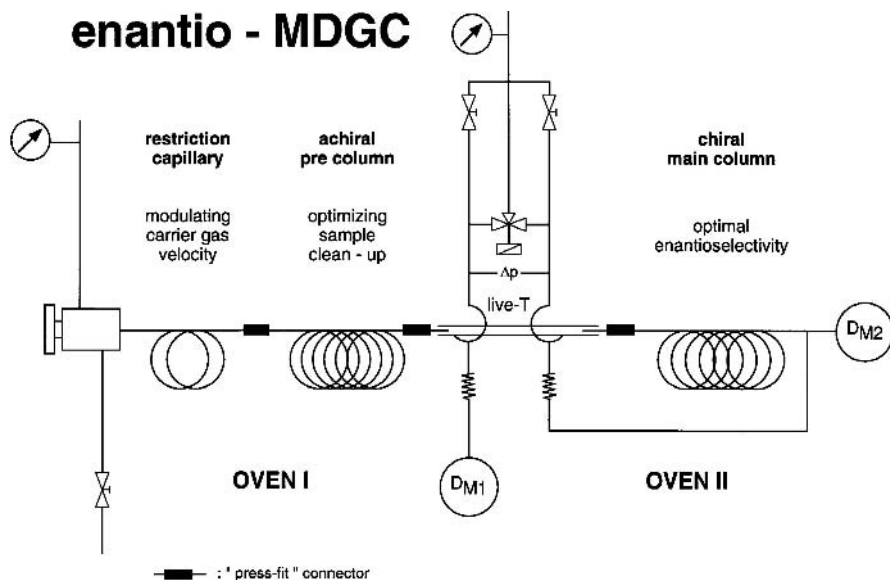 enantio - MDGC
restriction
capillary
achiral
pre column
chiral
main column
modulating
carrier gas
velocity
optimizing
sample
clean - up
optimal
enantioselectivity
Δp
live-T
DM2
OVEN I
DM1
OVEN II
: " press-fit " connector